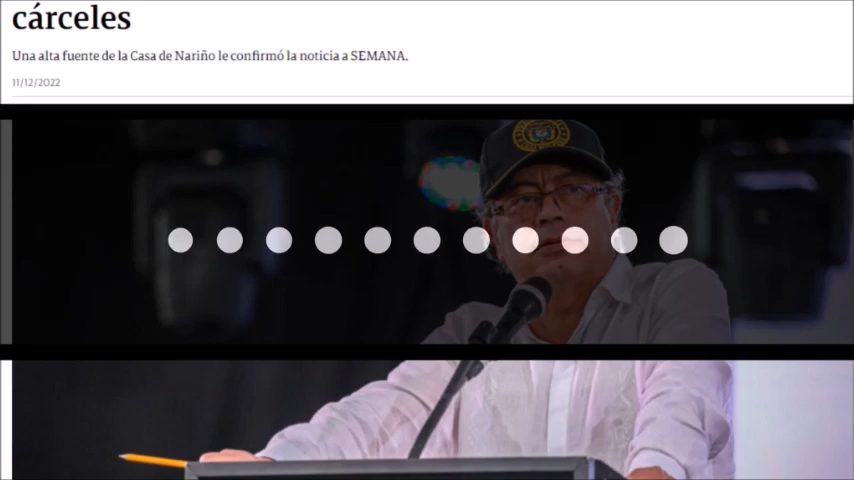 cárceles
Una alta fuente de la Casa de Nariño le confirmó la noticia a SEMANA.
11/12/2022